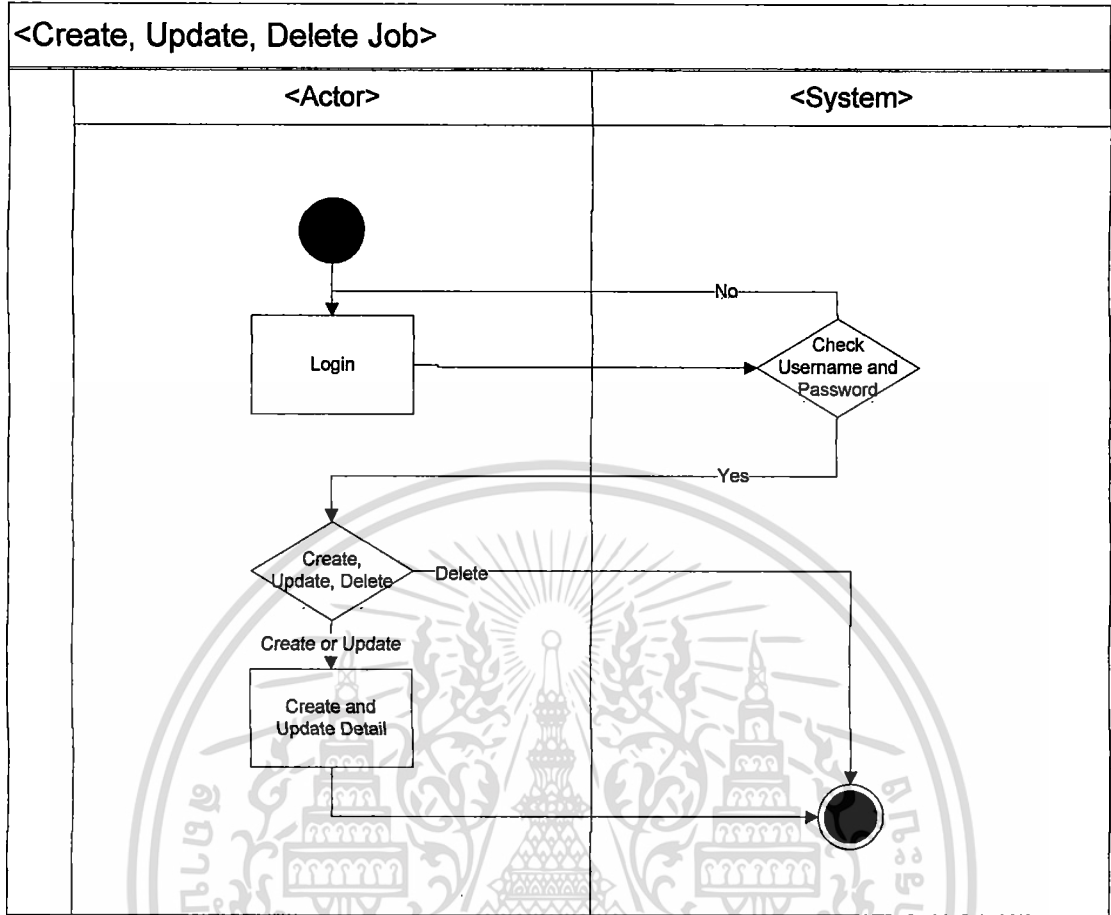 <Create, Update, Delete Job>
<Actor>
<System>
No
Login
Check
Username and
Password
Yes
Create,
Update, Delete
Delete
Create or Update
Create and
Update Detail